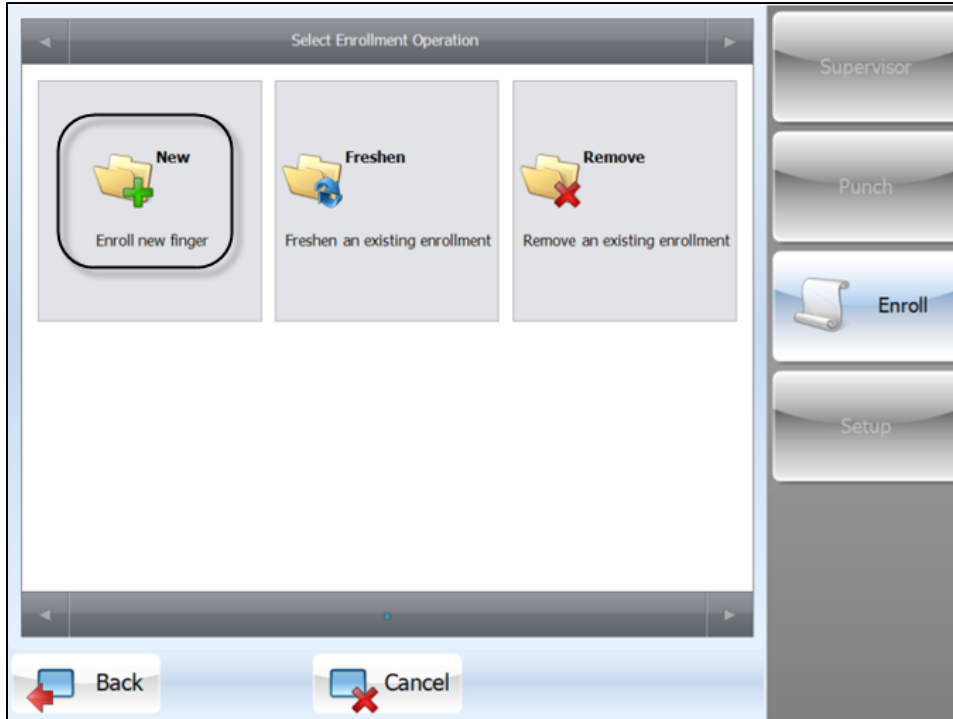 Select Enrollment Operation
New
Enroll new finger
Freshen
Freshen an existing enrollment
Remove
Remove an existing enrollment
Back
Cancel
Supervisor
Punch
Enroll
Setup